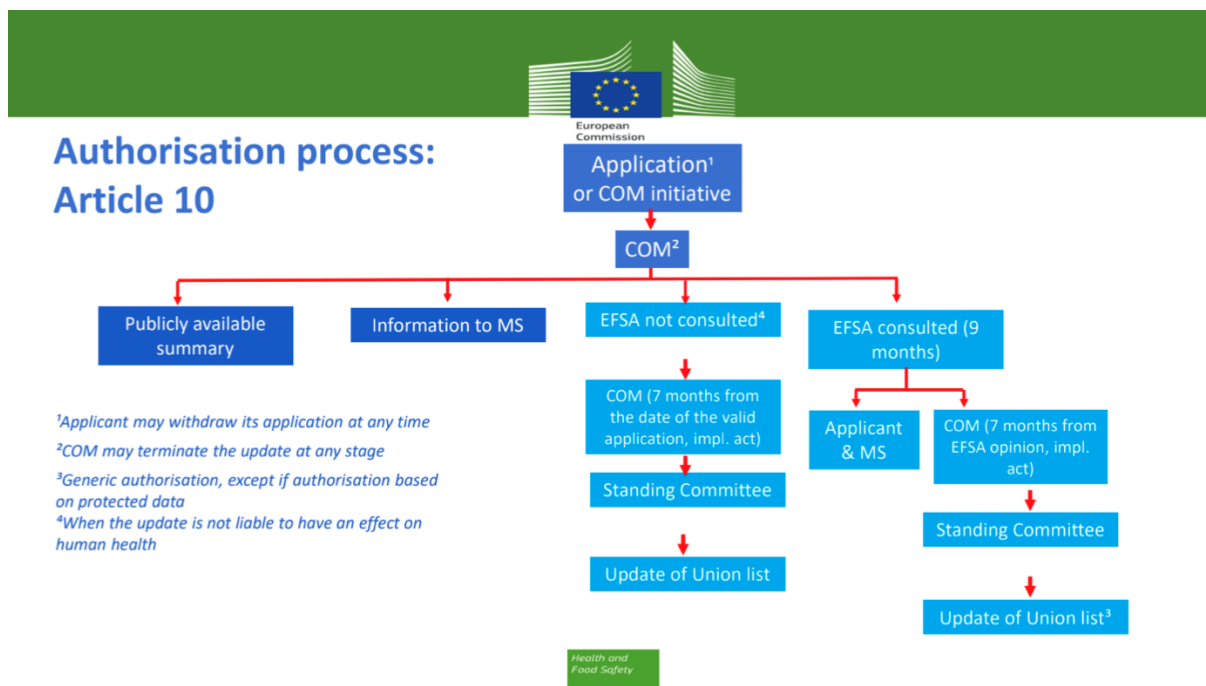 European
Commission
Authorisation process:
Article 10
Application¹
or COM initiative
COM²
Publicly available
summary
Information to MS
EFSA not consulted⁴
EFSA consulted (9
months)
COM (7 months from
the date of the valid
application, impl. act)
Applicant
& MS
COM (7 months from
EFSA opinion, impl.
act)
Standing Committee
Standing Committee
Update of Union list
Update of Union list³
¹Applicant may withdraw its application at any time
²COM may terminate the update at any stage
³Generic authorisation, except if authorisation based
on protected data
⁴When the update is not liable to have an effect on
human health
Health and
Food Safety